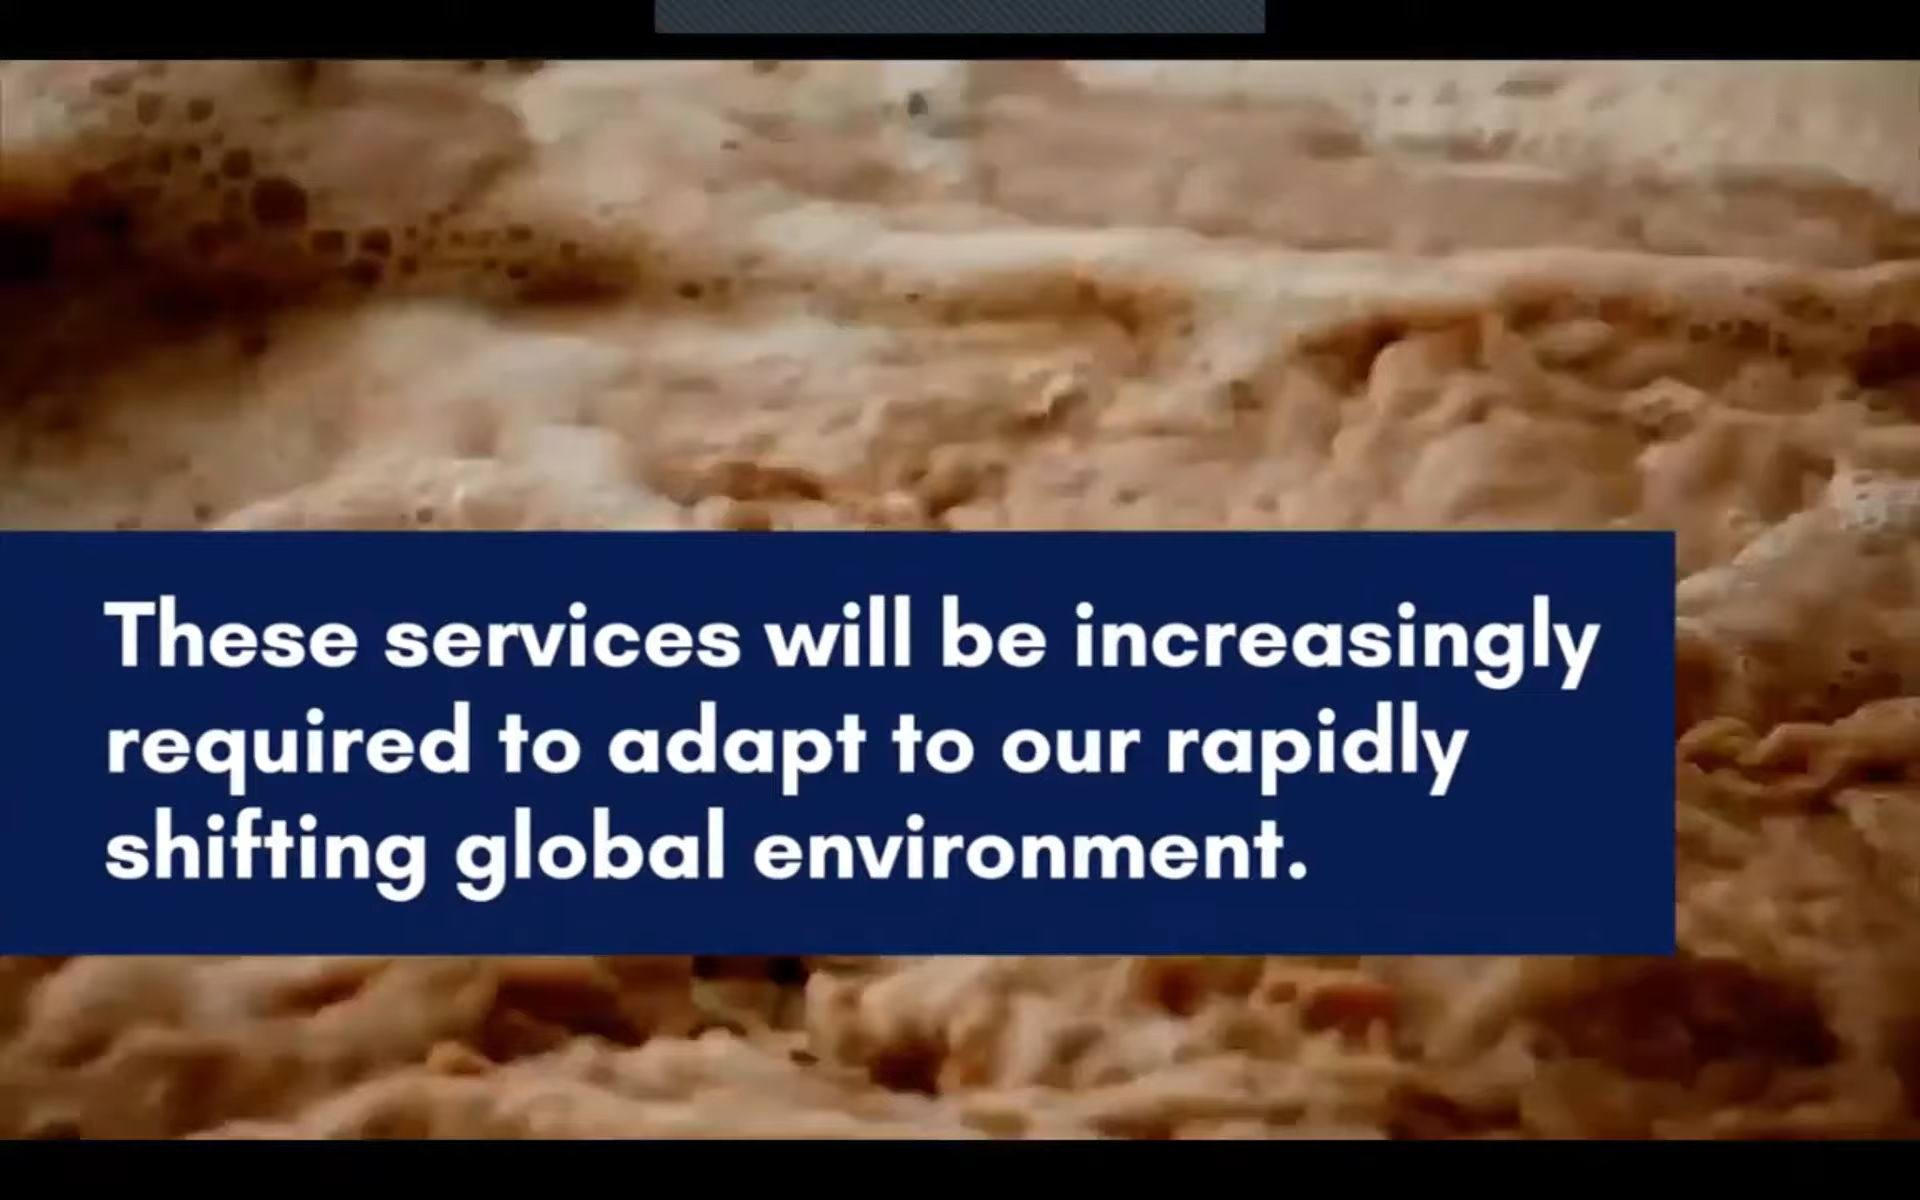 These services will be increasingly
required to adapt to our rapidly
shifting global environment.